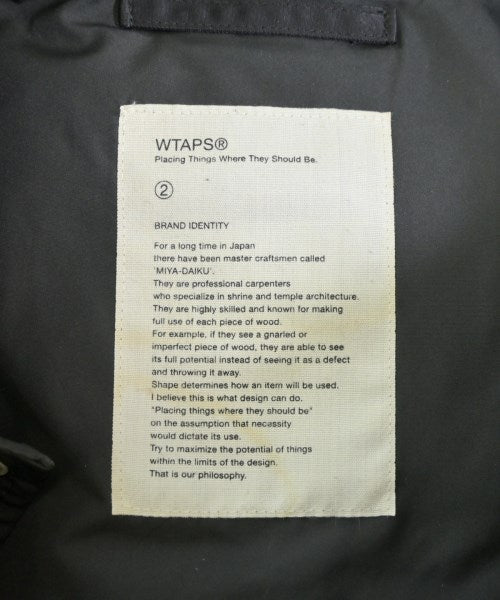 WTAPS®
Placing Things Where They Should Be.
②
BRAND IDENTITY
For a long time in Japan
there have been master craftsmen called
'MIYA-DAIKU'.
They are professional carpenters
who specialize in shrine and temple architecture.
They are highly skilled and known for making
full use of each piece of wood.
For example, if they see a gnarled or
imperfect piece of wood, they are able to see
its full potential instead of seeing it as a defect
and throwing it away.
Shape determines how an item will be used.
I believe this is what design can do.
"Placing things where they should be"
on the assumption that necessity
would dictate its use.
Try to maximize the potential of things
within the limits of the design.
That is our philosophy.